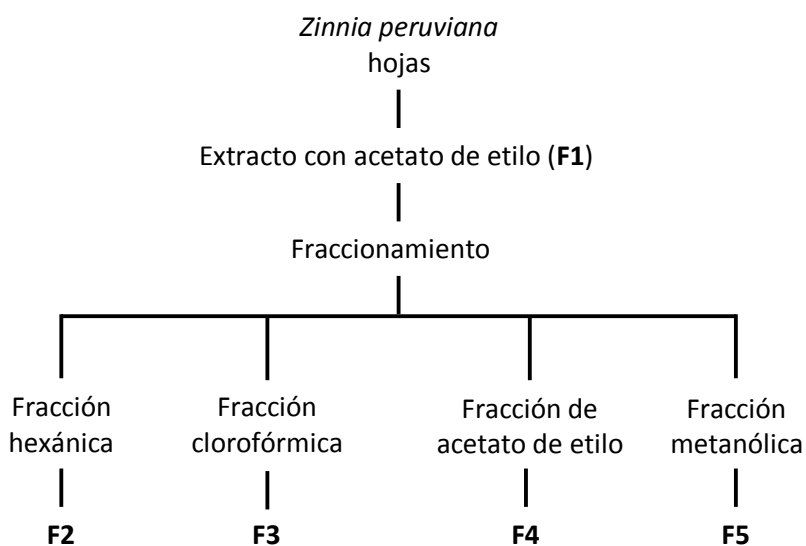 Zinnia peruviana
hojas
Extracto con acetato de etilo (F1)
Fraccionamiento
Fracción
hexánica
Fracción
clorofórmica
Fracción de
acetato de etilo
Fracción
metanólica
F2
F3
F4
F5